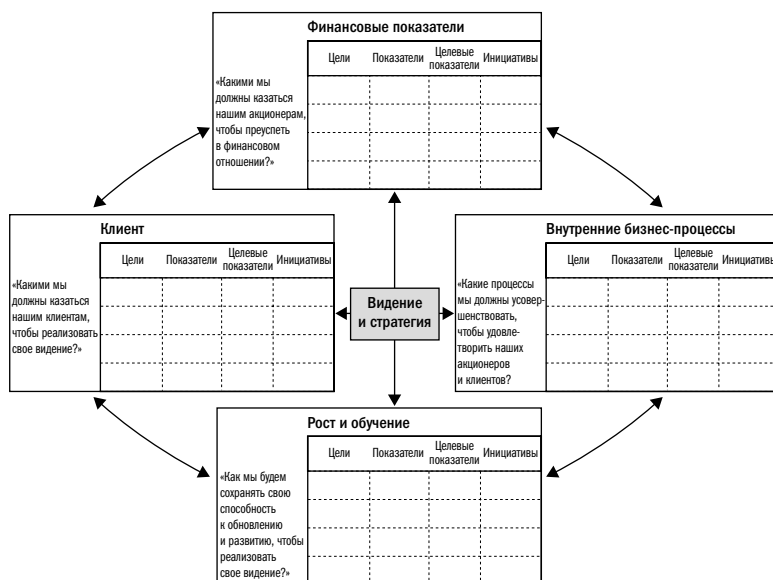 Финансовые показатели
Цели Показатели Целевые показатели Инициативы
«Какими мы
должны казаться
нашим акционерам,
чтобы преуспеть
в финансовом
отношении?»
Клиент
Цели Показатели Целевые показатели Инициативы
«Какими мы
должны казаться
нашим клиентам,
чтобы реализовать
свое видение?»
Видение
и стратегия
Внутренние бизнес-процессы
Цели Показатели Целевые показатели Инициативы
«Какие процессы
мы должны усовер-
шенствовать,
чтобы удовле-
творить наших
акционеров
и клиентов?
Рост и обучение
Цели Показатели Целевые показатели Инициативы
«Как мы будем
сохранять свою
способность
к обновлению
и развитию, чтобы
реализовать
свое видение?»